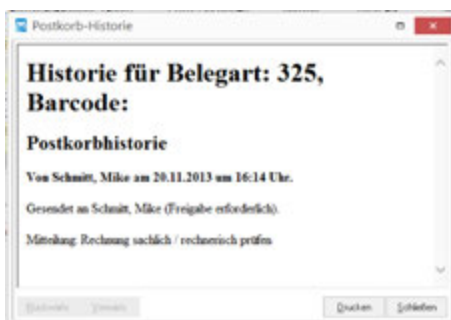 Postkorb-Historie
Historie für Belegart: 325,
Barcode:
Postkorbhistorie
Von Schmitt, Mike am 20.11.2013 um 16:14 Uhr.
Gesendet an Schmitt, Mike (Freigabe erforderlich).
Mitteilung: Rechnung sachlich / rechnerisch prüfen
Drucken Schließen